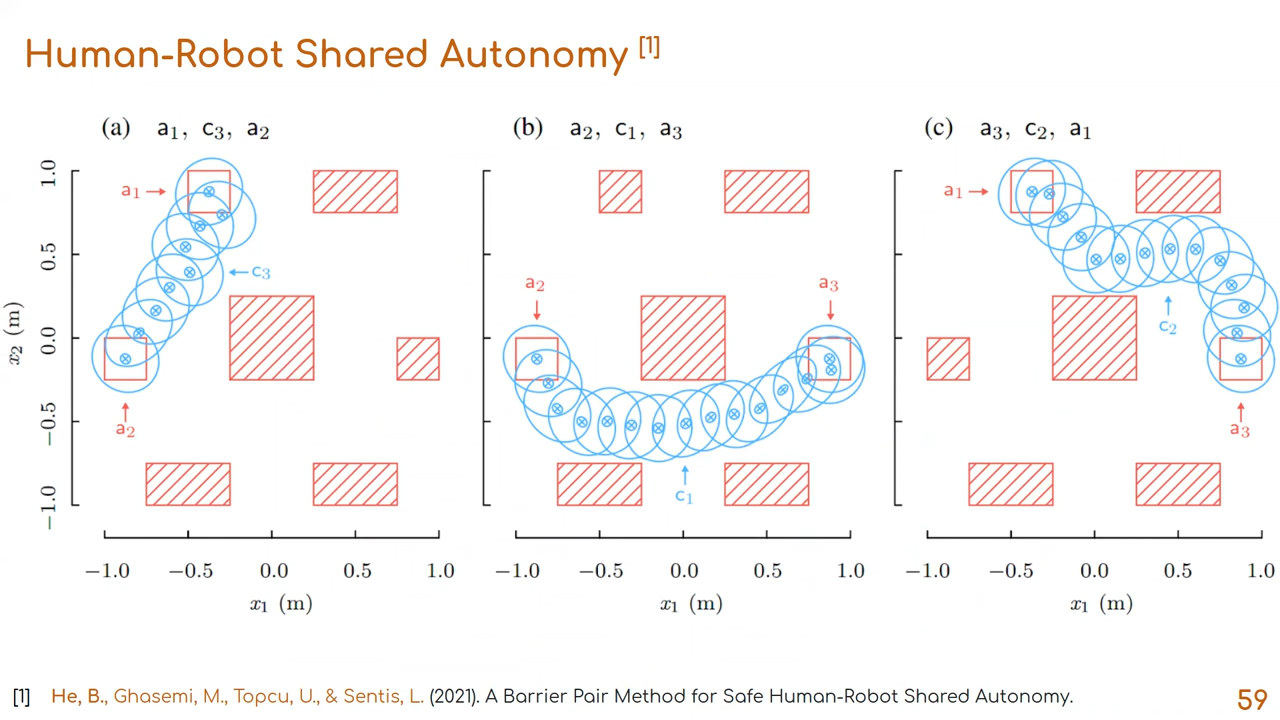 Human-Robot Shared Autonomy [1]
(a) a₁, c₃, a₂
(b) a₂, c₁, a₃
(c) a₃, c₂, a₁
1.0
0.5
0.0
−0.5
−1.0
x₂ (m)
a₁
c₃
a₂
a₂
a₃
c₁
a₁
c₂
a₃
−1.0 −0.5 0.0 0.5 1.0
x₁ (m)
−1.0 −0.5 0.0 0.5 1.0
x₁ (m)
−1.0 −0.5 0.0 0.5 1.0
x₁ (m)
[1] He, B., Ghasemi, M., Topcu, U., & Sentis, L. (2021). A Barrier Pair Method for Safe Human-Robot Shared Autonomy.
59